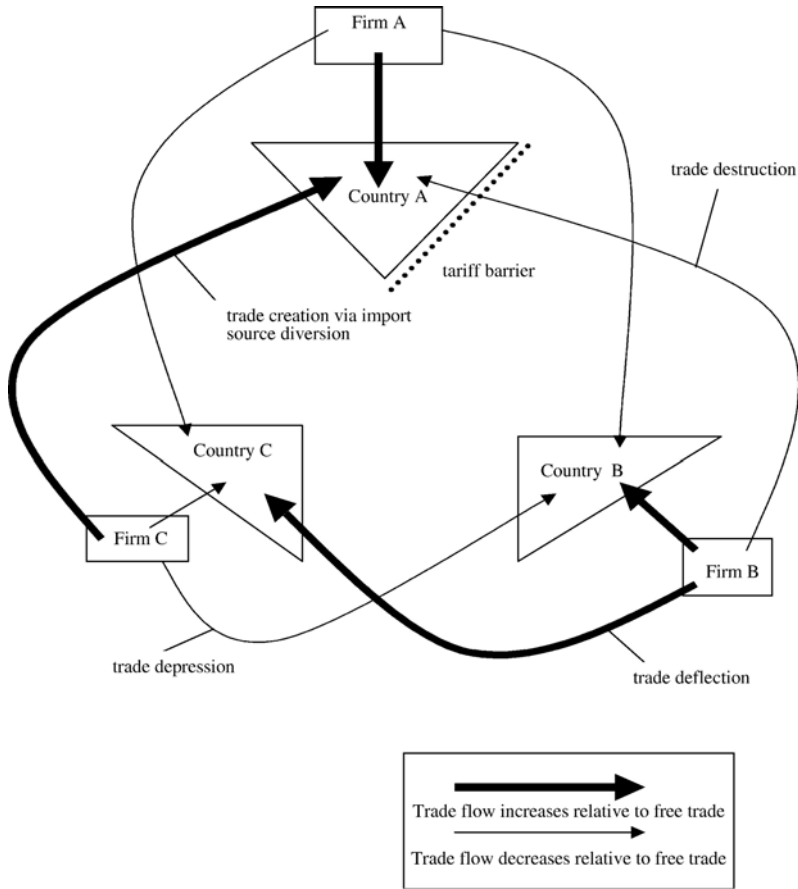 Firm A
Country A
trade destruction
tariff barrier
trade creation via import
source diversion
Country C
Country B
Firm C
Firm B
trade depression
trade deflection
Trade flow increases relative to free trade
Trade flow decreases relative to free trade